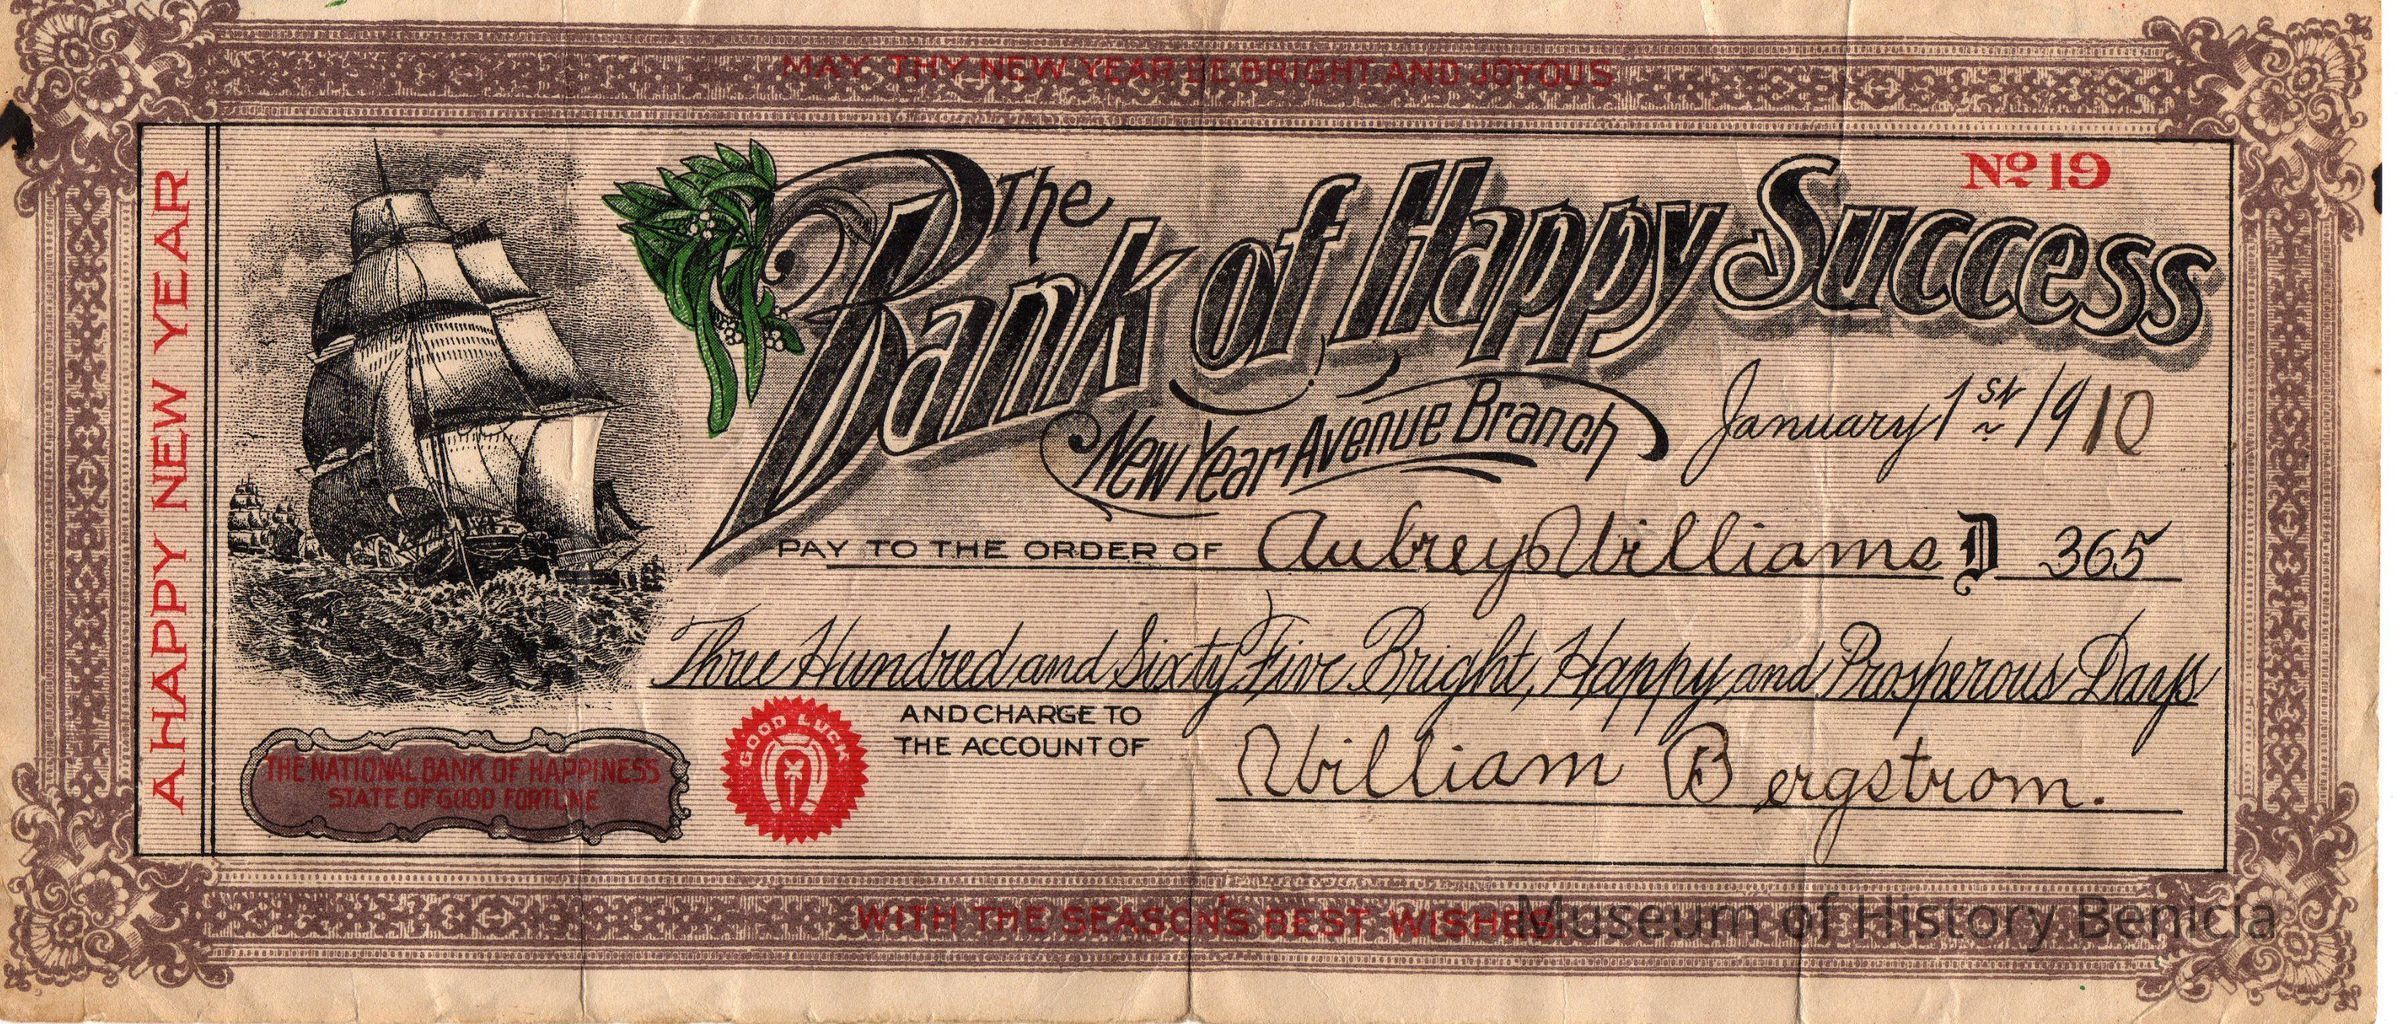 MAY THY NEW YEAR BE BRIGHT AND JOYOUS
A HAPPY NEW YEAR
No 19
The
Bank of Happy Success
New Year Avenue Branch
January 1st 1910
PAY TO THE ORDER OF Aubrey Williams D 365
Three Hundred and Sixty Five Bright, Happy and Prosperous Days
GOOD LUCK
AND CHARGE TO
THE ACCOUNT OF
William Bergstrom.
THE NATIONAL BANK OF HAPPINESS
STATE OF GOOD FORTUNE
WITH THE SEASON'S BEST WISHES
Museum of History Benicia